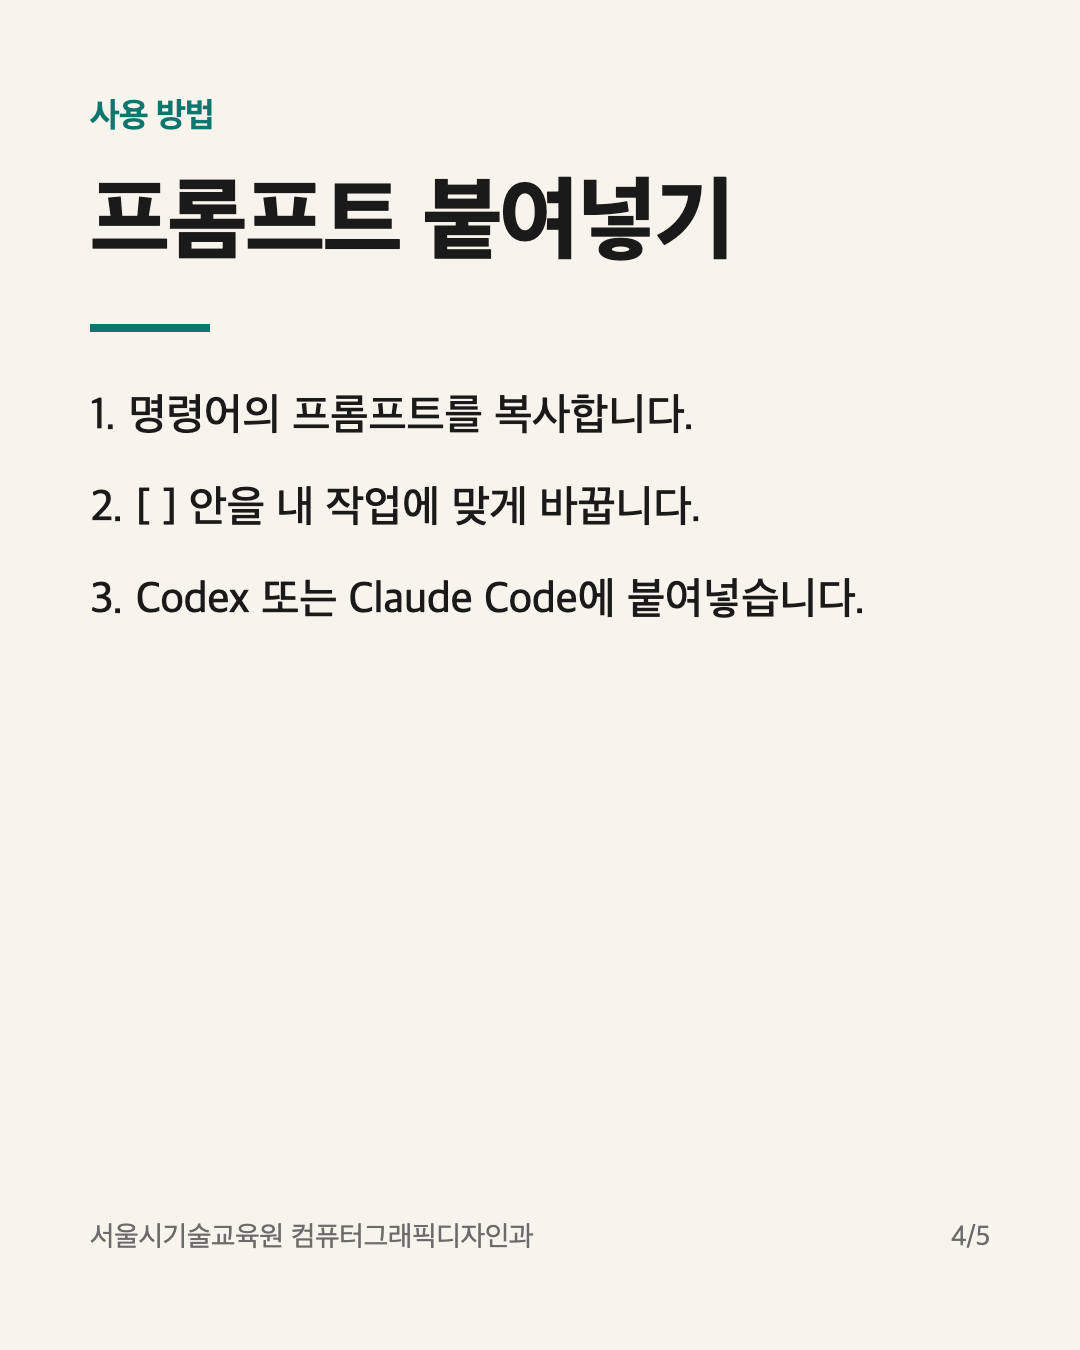 사용 방법
프롬프트 붙여넣기
1. 명령어의 프롬프트를 복사합니다.
2. [ ] 안을 내 작업에 맞게 바꿉니다.
3. Codex 또는 Claude Code에 붙여넣습니다.
서울시기술교육원 컴퓨터그래픽디자인과
4/5